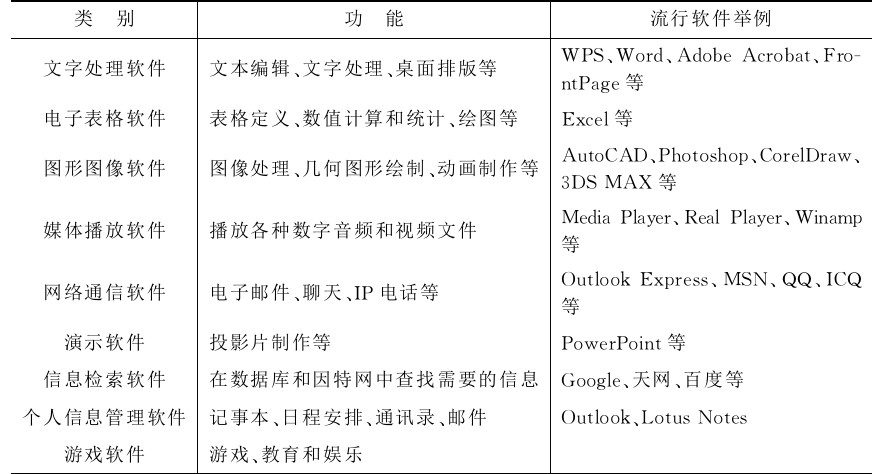 类 别 功 能 流行软件举例
文字处理软件 文本编辑、文字处理、桌面排版等 WPS、Word、Adobe Acrobat、Fro-
ntPage 等
电子表格软件 表格定义、数值计算和统计、绘图等 Excel 等
图形图像软件 图像处理、几何图形绘制、动画制作等 AutoCAD、Photoshop、CorelDraw、
3DS MAX 等
媒体播放软件 播放各种数字音频和视频文件 Media Player、Real Player、Winamp
等
网络通信软件 电子邮件、聊天、IP 电话等 Outlook Express、MSN、QQ、ICQ
等
演示软件 投影片制作等 PowerPoint 等
信息检索软件 在数据库和因特网中查找需要的信息 Google、天网、百度等
个人信息管理软件 记事本、日程安排、通讯录、邮件 Outlook、Lotus Notes
游戏软件 游戏、教育和娱乐